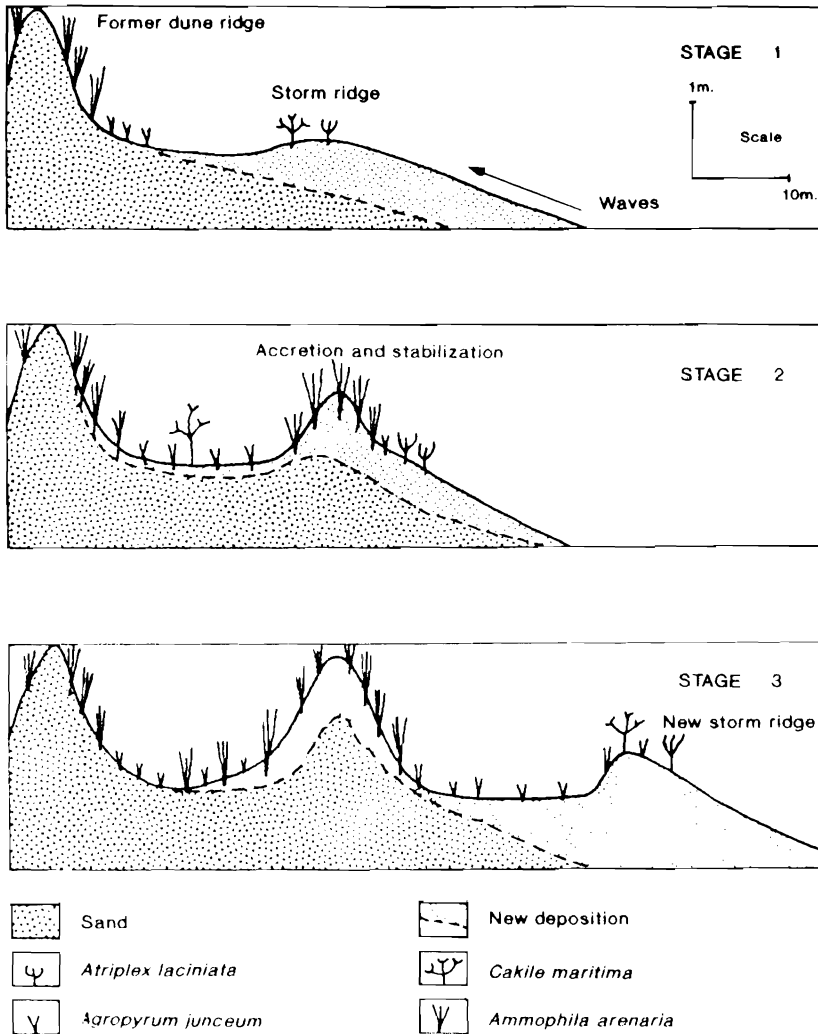 Former dune ridge
STAGE 1
Storm ridge
1m.
Scale
10m.
Waves
Accretion and stabilization
STAGE 2
STAGE 3
New storm ridge
Sand
New deposition
Atriplex laciniata
Cakile maritima
Agropyrum junceum
Ammophila arenaria